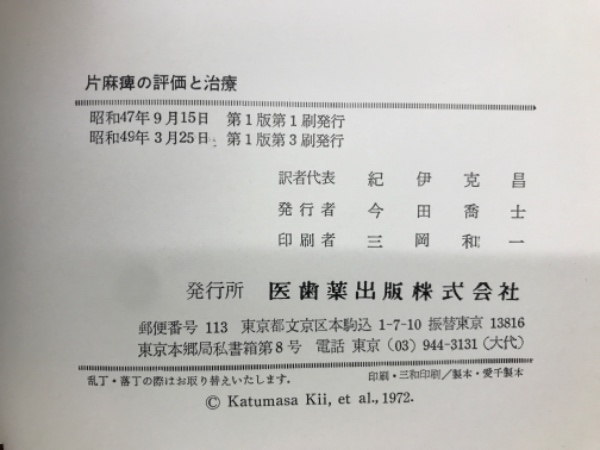 片麻痺の評価と治療
昭和47年9月15日 第1版第1刷発行
昭和49年3月25日 第1版第3刷発行
訳者代表 紀伊克昌
発行者 今田喬士
印刷者 三岡和一
発行所 医歯薬出版株式会社
郵便番号 113 東京都文京区本駒込 1-7-10 振替東京 13816
東京本郷局私書箱第8号 電話 東京 (03) 944-3131 (大代)
乱丁・落丁の際はお取り替えいたします. 印刷・三和印刷/製本・愛千製本
© Katumasa Kii, et al., 1972.